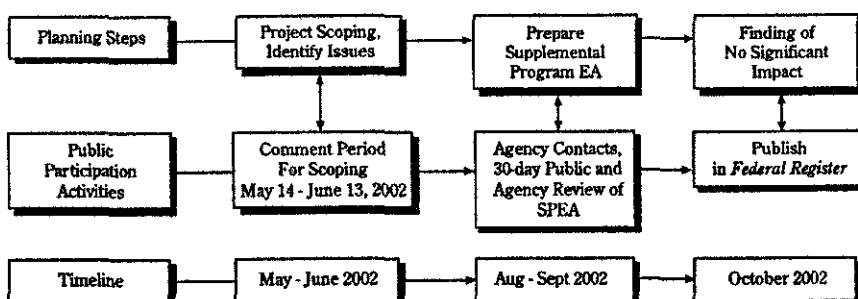 Planning Steps
Project Scoping,
Identify Issues
Prepare
Supplemental
Program EA
Finding of
No Significant
Impact
Public
Participation
Activities
Comment Period
For Scoping
May 14 - June 13, 2002
Agency Contacts,
30-day Public and
Agency Review of
SPEA
Publish
in Federal Register
Timeline
May - June 2002
Aug - Sept 2002
October 2002